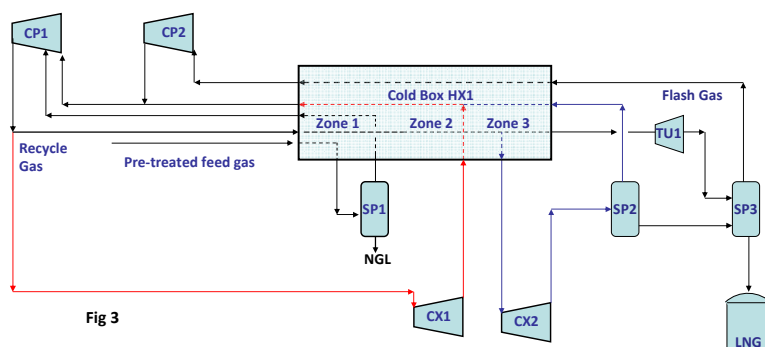 CP1
CP2
Cold Box HX1
Flash Gas
Zone 1
Zone 2
Zone 3
TU1
Recycle
Gas
Pre-treated feed gas
SP1
SP2
SP3
NGL
CX1
CX2
Fig 3
LNG